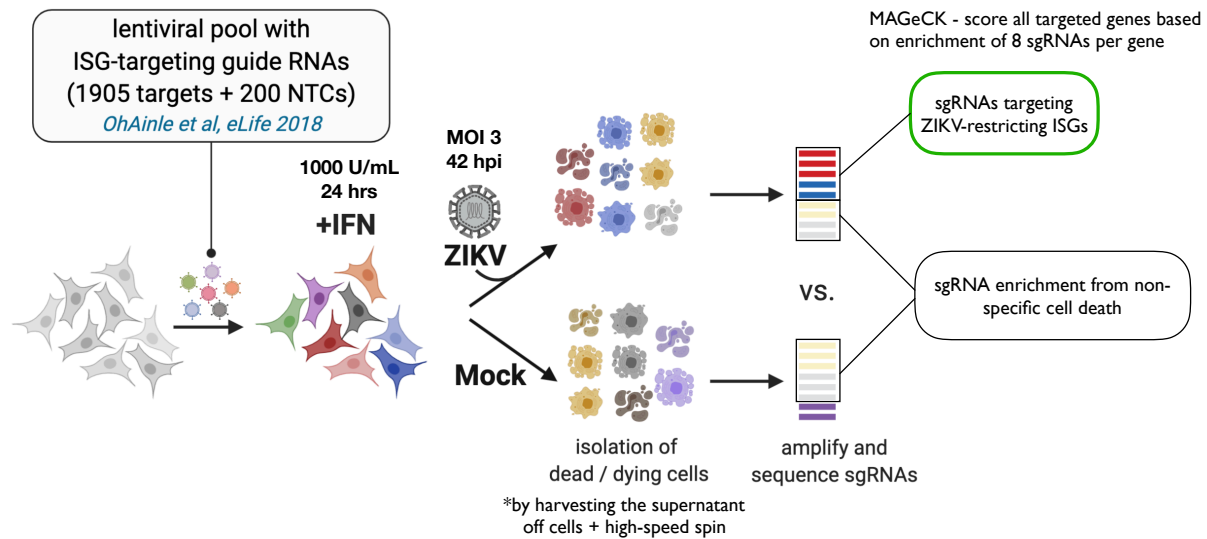 lentiviral pool with
ISG-targeting guide RNAs
(1905 targets + 200 NTCs)
OhAinle et al, eLife 2018
1000 U/mL
24 hrs
+IFN
MOI 3
42 hpi
ZIKV
Mock
isolation of
dead / dying cells
*by harvesting the supernatant
off cells + high-speed spin
MAGeCK - score all targeted genes based
on enrichment of 8 sgRNAs per gene
sgRNAs targeting
ZIKV-restricting ISGs
vs.
sgRNA enrichment from non-
specific cell death
amplify and
sequence sgRNAs